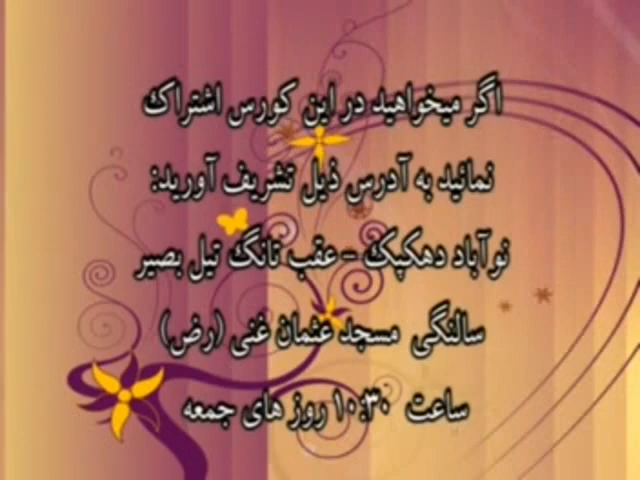 اگر میخواهید در این کورس اشتراک
نمائید به آدرس ذیل تشریف آورید:
نوآباد دهکپک - عقب تانگ تیل بصیر
سالنگی مسجد عثمان غنی (رض)
ساعت ۱۰:۳۰ روز های جمعه